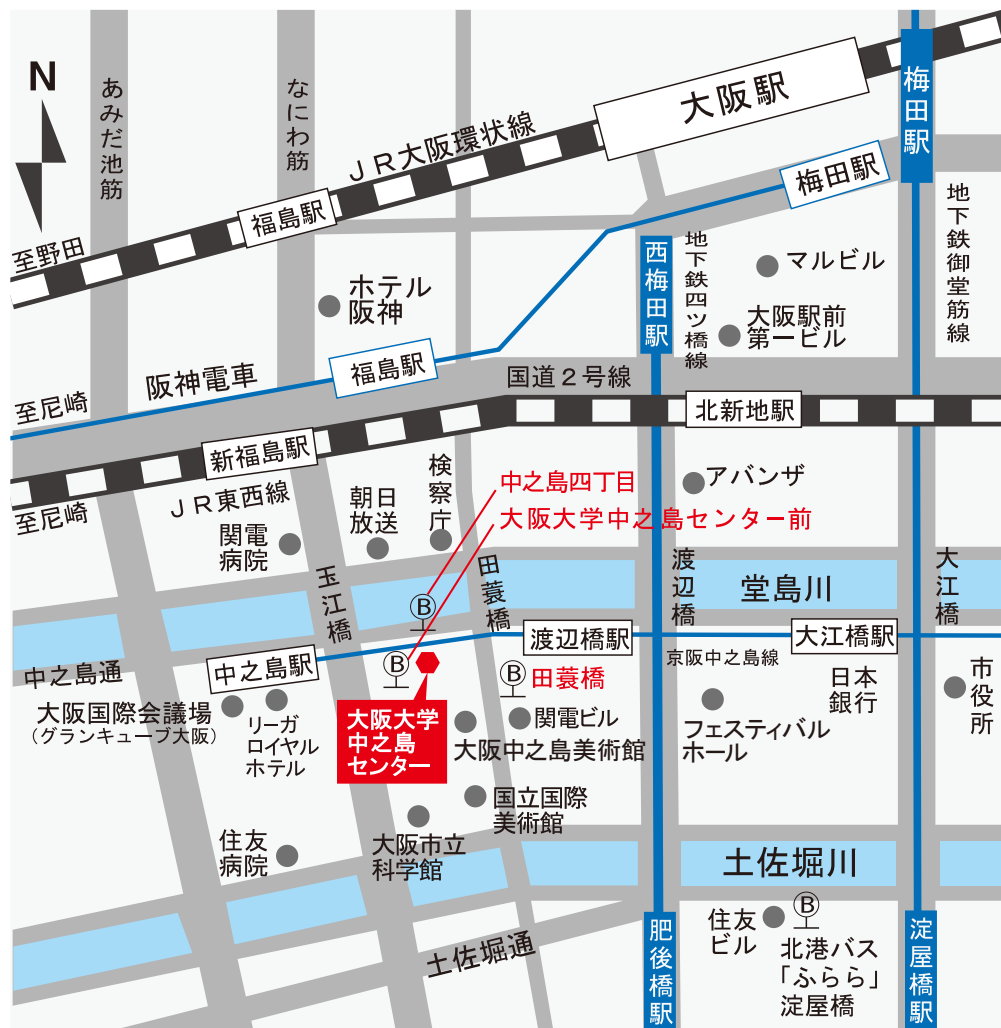 N
あみだ池筋
なにわ筋
ＪＲ大阪環状線
大阪駅
梅田駅
梅田駅
福島駅
至野田
地下鉄御堂筋線
西梅田駅
地下鉄四ツ橋線
マルビル
ホテル
阪神
大阪駅前
第一ビル
福島駅
阪神電車
国道２号線
至尼崎
北新地駅
新福島駅
至尼崎
ＪＲ東西線
検察庁
中之島四丁目
アバンザ
朝日
放送
大阪大学中之島センター前
関電
病院
玉江橋
田蓑橋
渡辺橋
大江橋
堂島川
B
渡辺橋駅
大江橋駅
中之島駅
中之島通
B
京阪中之島線
B
田蓑橋
日本
銀行
市役所
大阪国際会議場
（グランキューブ大阪）
リーガ
ロイヤル
ホテル
大阪大学
中之島
センター
関電ビル
大阪中之島美術館
フェスティバル
ホール
国立国際
美術館
大阪市立
科学館
住友
病院
土佐堀川
土佐堀通
肥後橋駅
住友
ビル
B
北港バス
「ふらら」
淀屋橋
淀屋橋駅